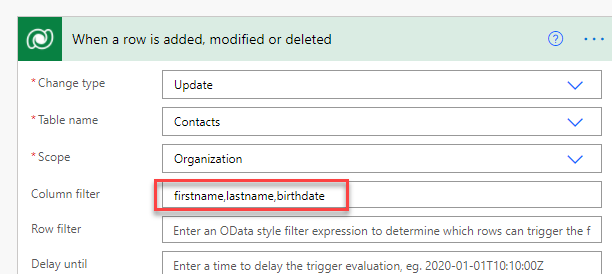 When a row is added, modified or deleted
? ...
* Change type
Update
* Table name
Contacts
* Scope
Organization
Column filter
firstname,lastname,birthdate
Row filter
Enter an OData style filter expression to determine which rows can trigger the f
Delay until
Enter a time to delay the trigger evaluation, eg. 2020-01-01T10:10:00Z